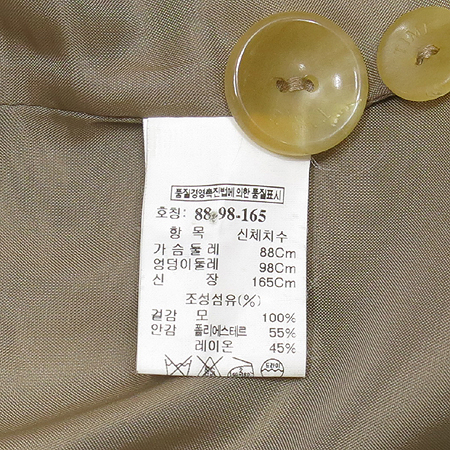 품질경영촉진법에 의한 품질표시
호칭: 88-98-165
항 목 신체치수
가슴둘레 88Cm
엉덩이둘레 98Cm
신 장 165Cm
조성섬유(%)
겉감 모 100%
안감 폴리에스테르 55%
레이온 45%
드라이